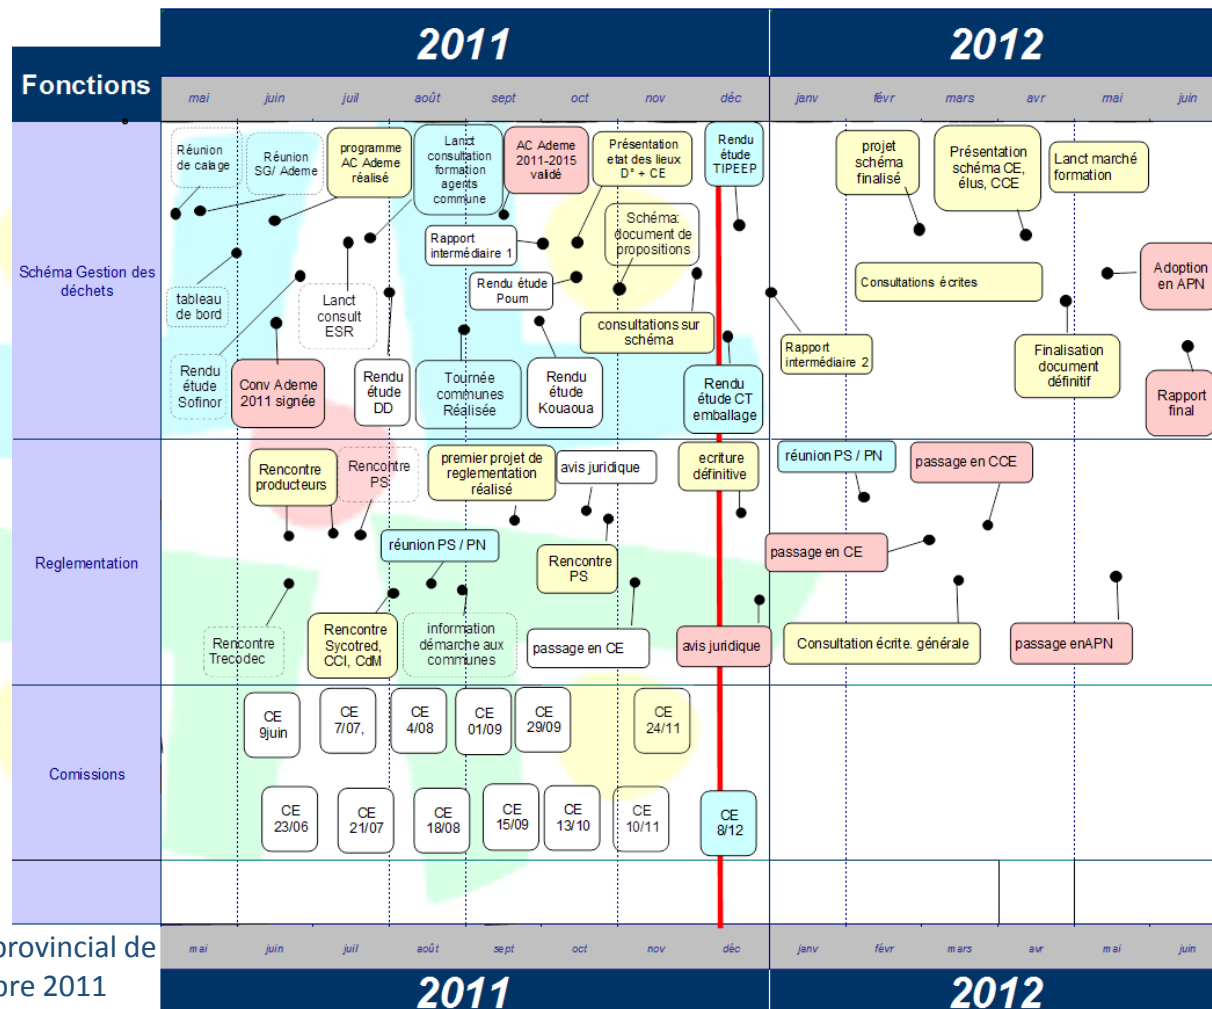 2011
2012
Fonctions
mai
juin
juil
août
sept
oct
nov
déc
janv
févr
mars
avr
mai
juin
Schéma Gestion des
déchets
Réunion
de calage
Réunion
SG/ Ademe
programme
AC Ademe
réalisé
Lanct
consultation
formation
agents
commune
AC Ademe
2011-2015
validé
Présentation
etat des lieux
D° + CE
Rendu
étude
TIPEEP
projet
schéma
finalisé
Présentation
schéma CE,
élus, CCE
Lanct marché
formation
Rapport
intermédiaire 1
Schéma:
document de
propositions
Rendu étude
Poum
tableau
de bord
Lanct
consult
ESR
consultations sur
schéma
Consultations écrites
Adoption
en APN
Rendu
étude
Sofinor
Conv Ademe
2011 signée
Rendu
étude
DD
Tournée
communes
Réalisée
Rendu
étude
Kouaoua
Rendu
étude CT
emballage
Rapport
intermédiaire 2
Finalisation
document
définitif
Rapport
final
Reglementation
Rencontre
producteurs
Rencontre
PS
premier projet de
reglementation
réalisé
avis juridique
ecriture
définitive
réunion PS / PN
passage en CCE
réunion PS / PN
Rencontre
PS
passage en CE
Rencontre
Trecodec
Rencontre
Sycotred,
CCI, CdM
information
démarche aux
communes
passage en CE
avis juridique
Consultation écrite. générale
passage enAPN
Comissions
CE
9juin
CE
7/07,
CE
4/08
CE
01/09
CE
29/09
CE
24/11
CE
23/06
CE
21/07
CE
18/08
CE
15/09
CE
13/10
CE
10/11
CE
8/12
provincial de
bre 2011
mai
juin
juil
août
sept
oct
nov
déc
janv
févr
mars
avr
mai
juin
2011
2012